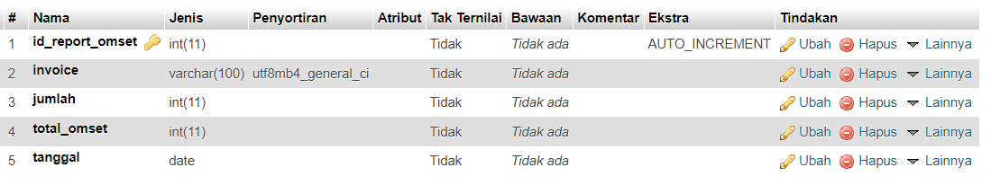 # Nama Jenis Penyortiran Atribut Tak Ternilai Bawaan Komentar Ekstra Tindakan
1 id_report_omset int(11) Tidak Tidak ada AUTO_INCREMENT Ubah Hapus Lainnya
2 invoice varchar(100) utf8mb4_general_ci Tidak Tidak ada Ubah Hapus Lainnya
3 jumlah int(11) Tidak Tidak ada Ubah Hapus Lainnya
4 total_omset int(11) Tidak Tidak ada Ubah Hapus Lainnya
5 tanggal date Tidak Tidak ada Ubah Hapus Lainnya